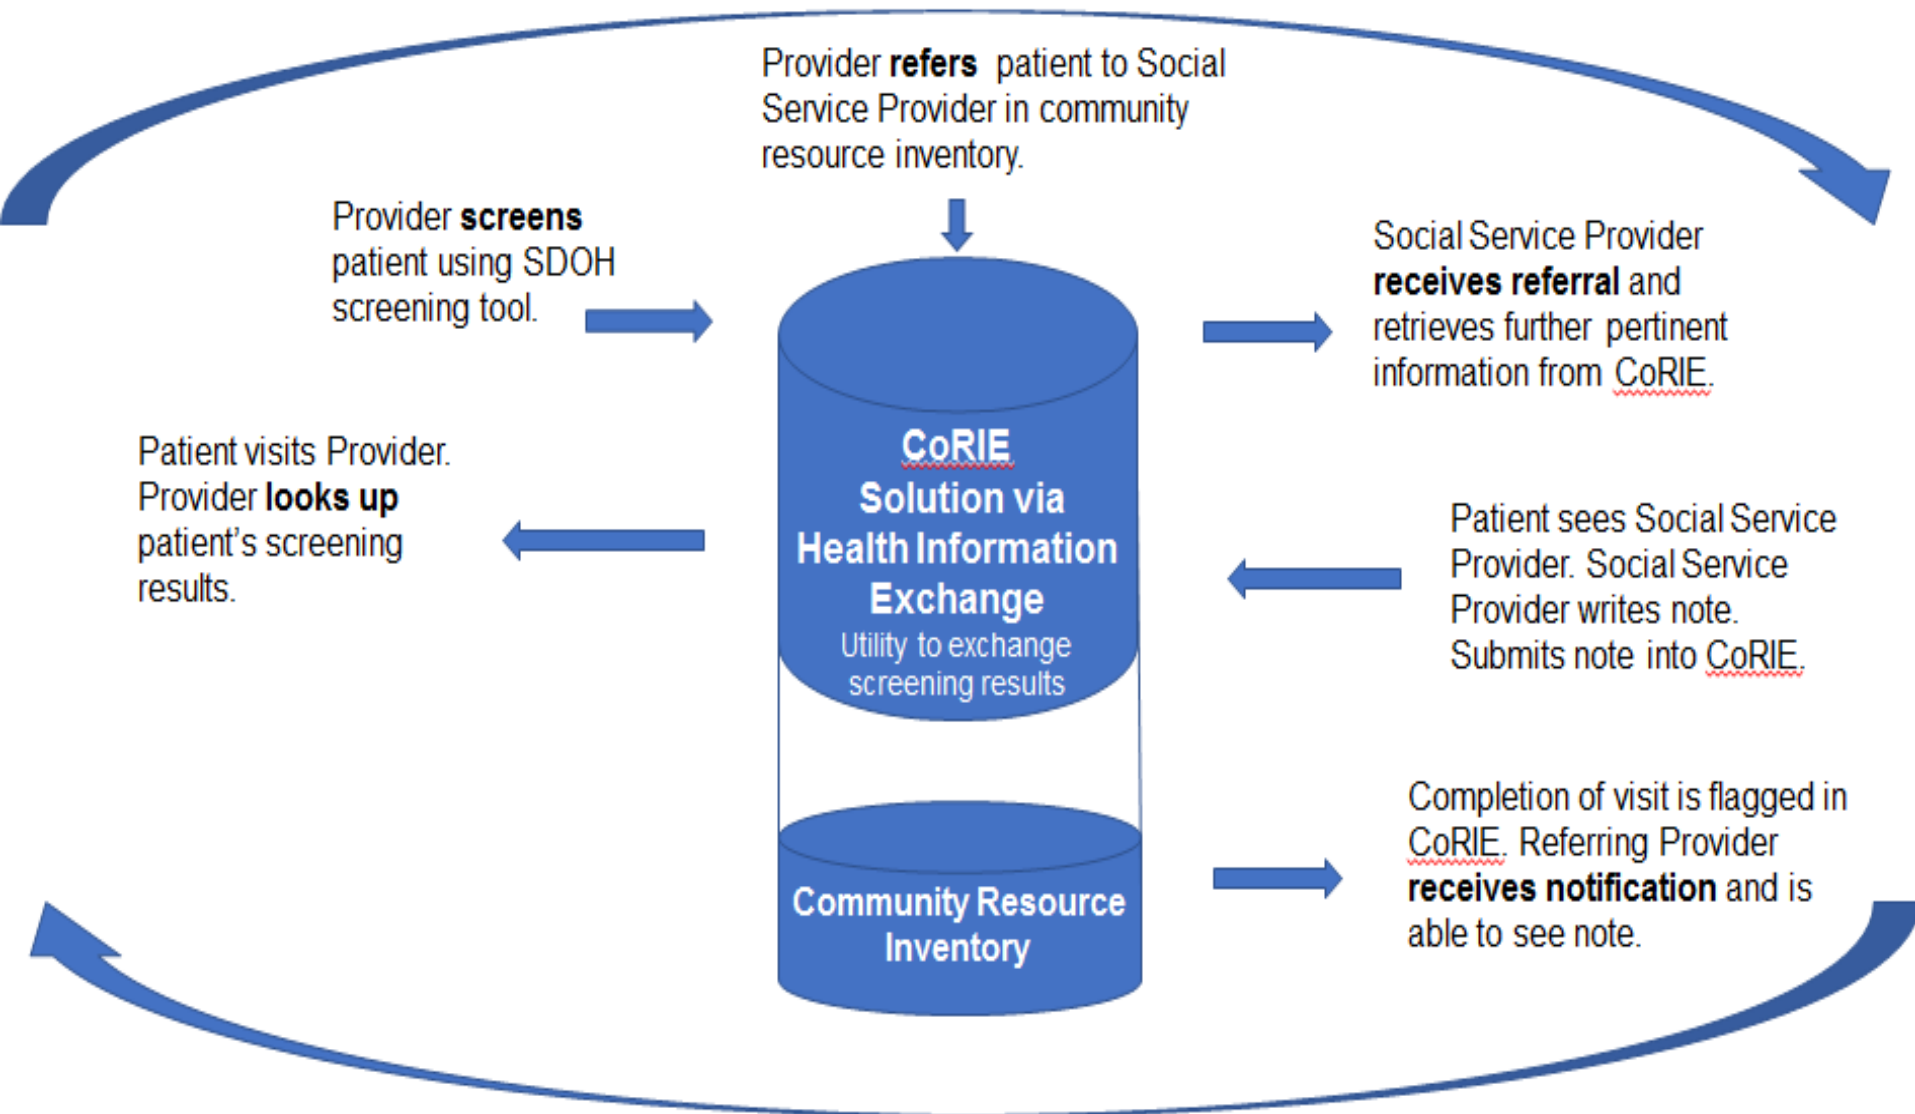 Provider refers patient to Social
Service Provider in community
resource inventory.
Provider screens
patient using SDOH
screening tool.
Social Service Provider
receives referral and
retrieves further pertinent
information from CoRIE.
Patient visits Provider.
Provider looks up
patient's screening
results.
CoRIE
Solution via
Health Information
Exchange
Utility to exchange
screening results
Patient sees Social Service
Provider. Social Service
Provider writes note.
Submits note into CoRIE.
Completion of visit is flagged in
CoRIE. Referring Provider
receives notification and is
able to see note.
Community Resource
Inventory